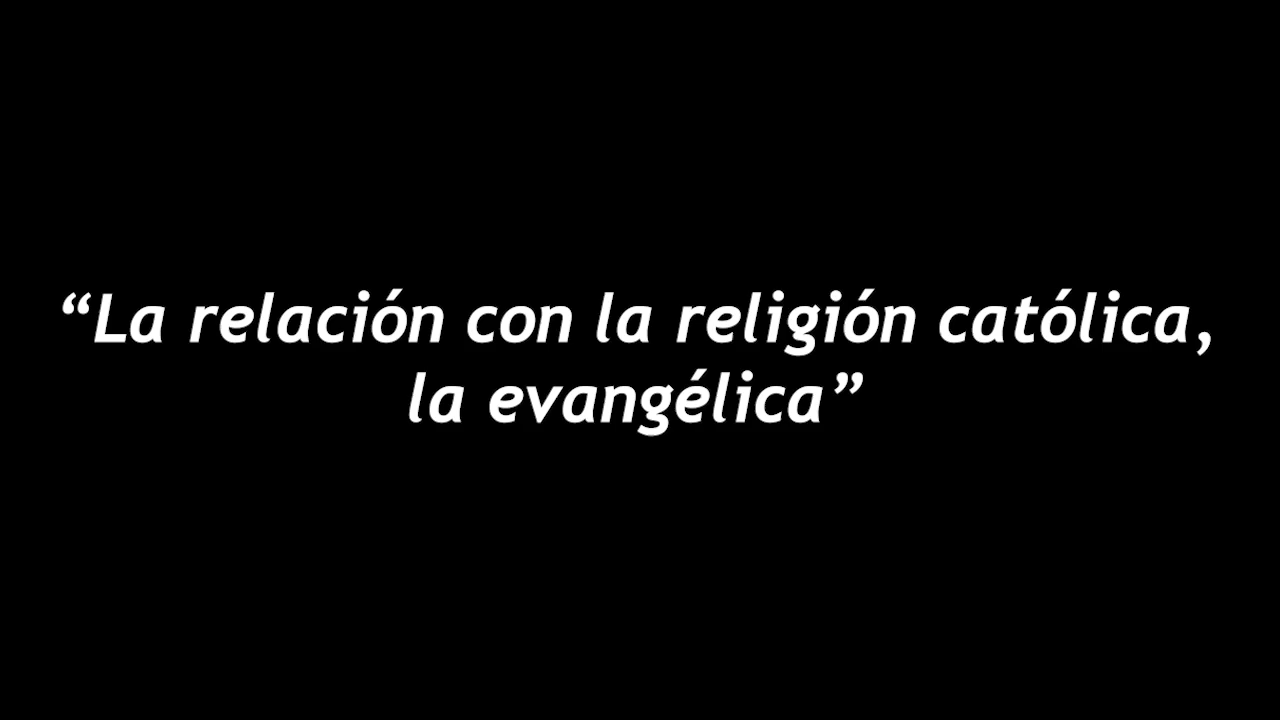 “La relación con la religión católica,
la evangélica”